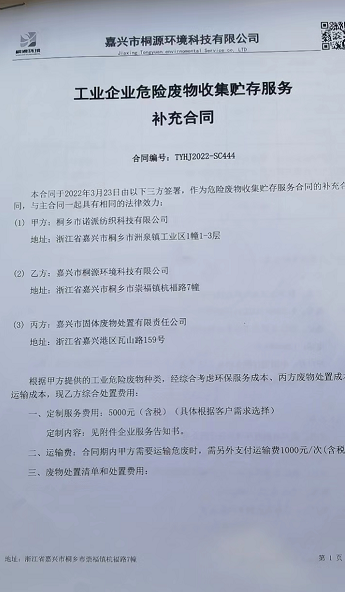 嘉兴市桐源环境科技有限公司
Jiaxing Tongyuan environmental Service co. LTD
工业企业危险废物收集贮存服务
补充合同
合同编号：TYHJ2022-SC444
本合同于2022年3月23日由以下三方签署，作为危险废物收集贮存服务合同的补充合
同，与主合同一起具有相同的法律效力：
(1) 甲方：桐乡市诺派纺织科技有限公司
地址：浙江省嘉兴市桐乡市洲泉镇工业区1幢1-3层
(2) 乙方：嘉兴市桐源环境科技有限公司
地址：浙江省嘉兴市桐乡市崇福镇杭福路7幢
(3) 丙方：嘉兴市固体废物处置有限责任公司
地址：浙江省嘉兴港区瓦山路159号
根据甲方提供的工业危险废物种类，经综合考虑环保服务成本、丙方废物处置成
运输成本，现乙方综合处置费用：
一、定制服务费用：5000元（含税）（具体根据客户需求选择）
定制内容：见附件企业服务告知书。
二、运输费：合同期内甲方需要运输危废时，需另外支付运输费1000元/次(含税
三、废物处置清单和处置费用：
地址：浙江省嘉兴市桐乡市崇福镇杭福路7幢
第 1 页